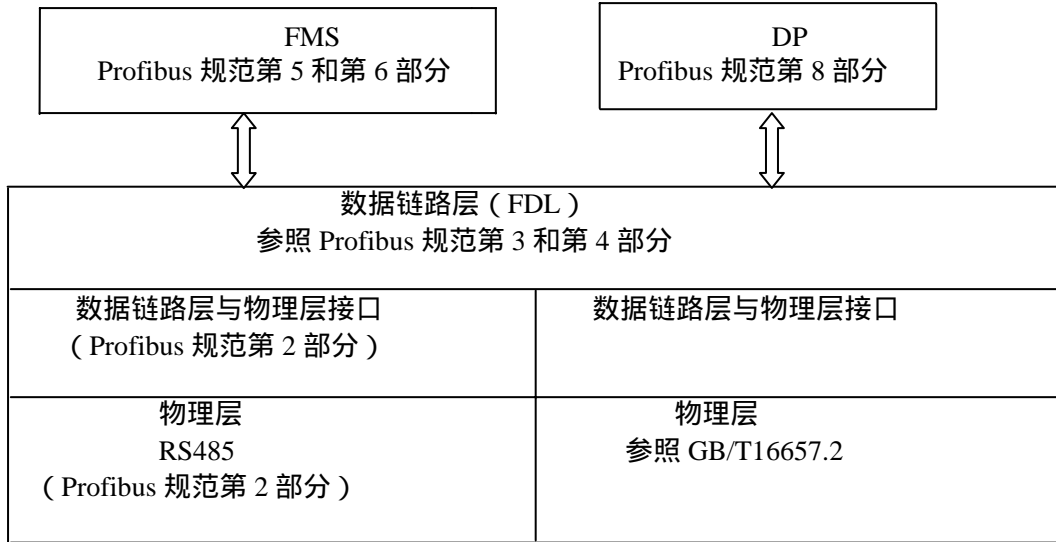 FMS
Profibus 规范第 5 和第 6 部分
DP
Profibus 规范第 8 部分
数据链路层（FDL）
参照 Profibus 规范第 3 和第 4 部分
数据链路层与物理层接口
（Profibus 规范第 2 部分）
数据链路层与物理层接口
物理层
RS485
（Profibus 规范第 2 部分）
物理层
参照 GB/T16657.2